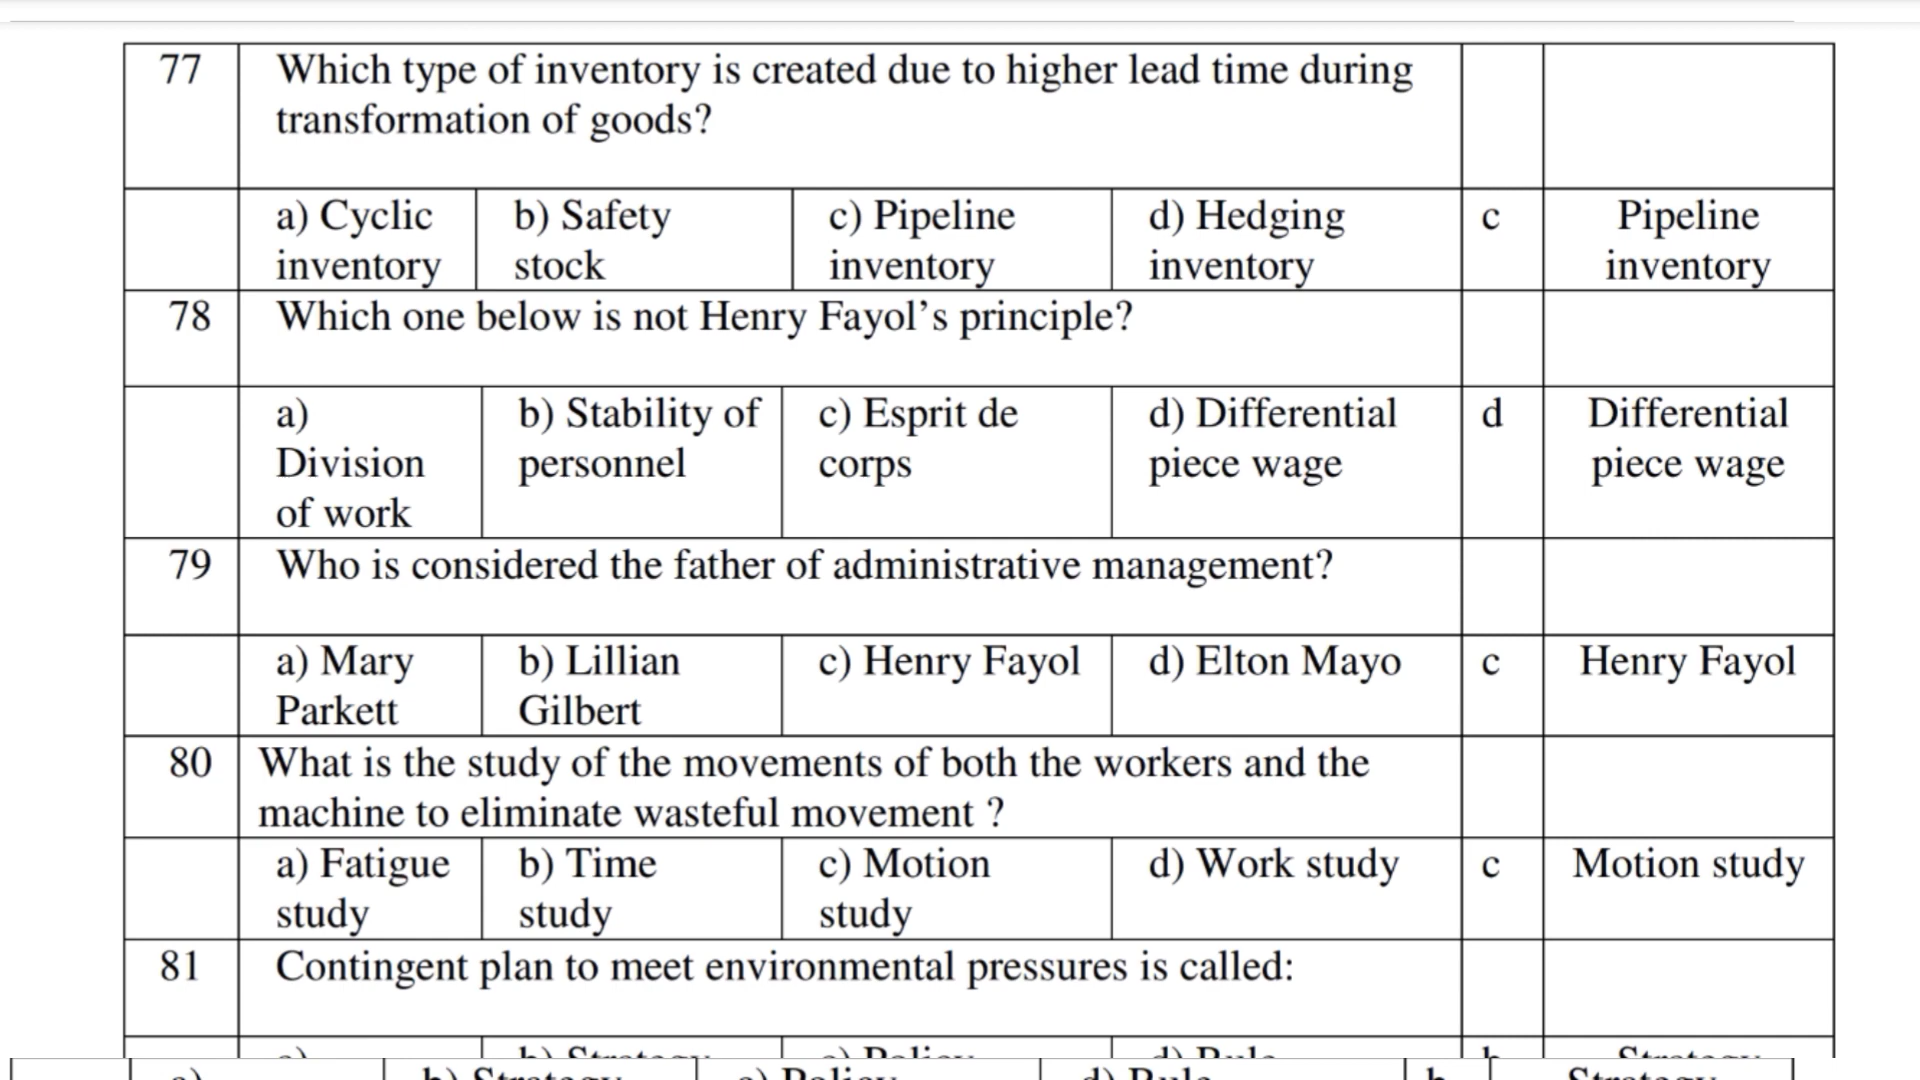 77 Which type of inventory is created due to higher lead time during
transformation of goods?
a) Cyclic b) Safety c) Pipeline d) Hedging c Pipeline
inventory stock inventory inventory inventory
78 Which one below is not Henry Fayol’s principle?
a) b) Stability of c) Esprit de d) Differential d Differential
Division personnel corps piece wage piece wage
of work
79 Who is considered the father of administrative management?
a) Mary b) Lillian c) Henry Fayol d) Elton Mayo c Henry Fayol
Parkett Gilbert
80 What is the study of the movements of both the workers and the
machine to eliminate wasteful movement ?
a) Fatigue b) Time c) Motion d) Work study c Motion study
study study study
81 Contingent plan to meet environmental pressures is called:
a) b) Strategy c) Policy d) Rule b Strategy
a) b) Strategy c) Policy d) Rule b Strategy